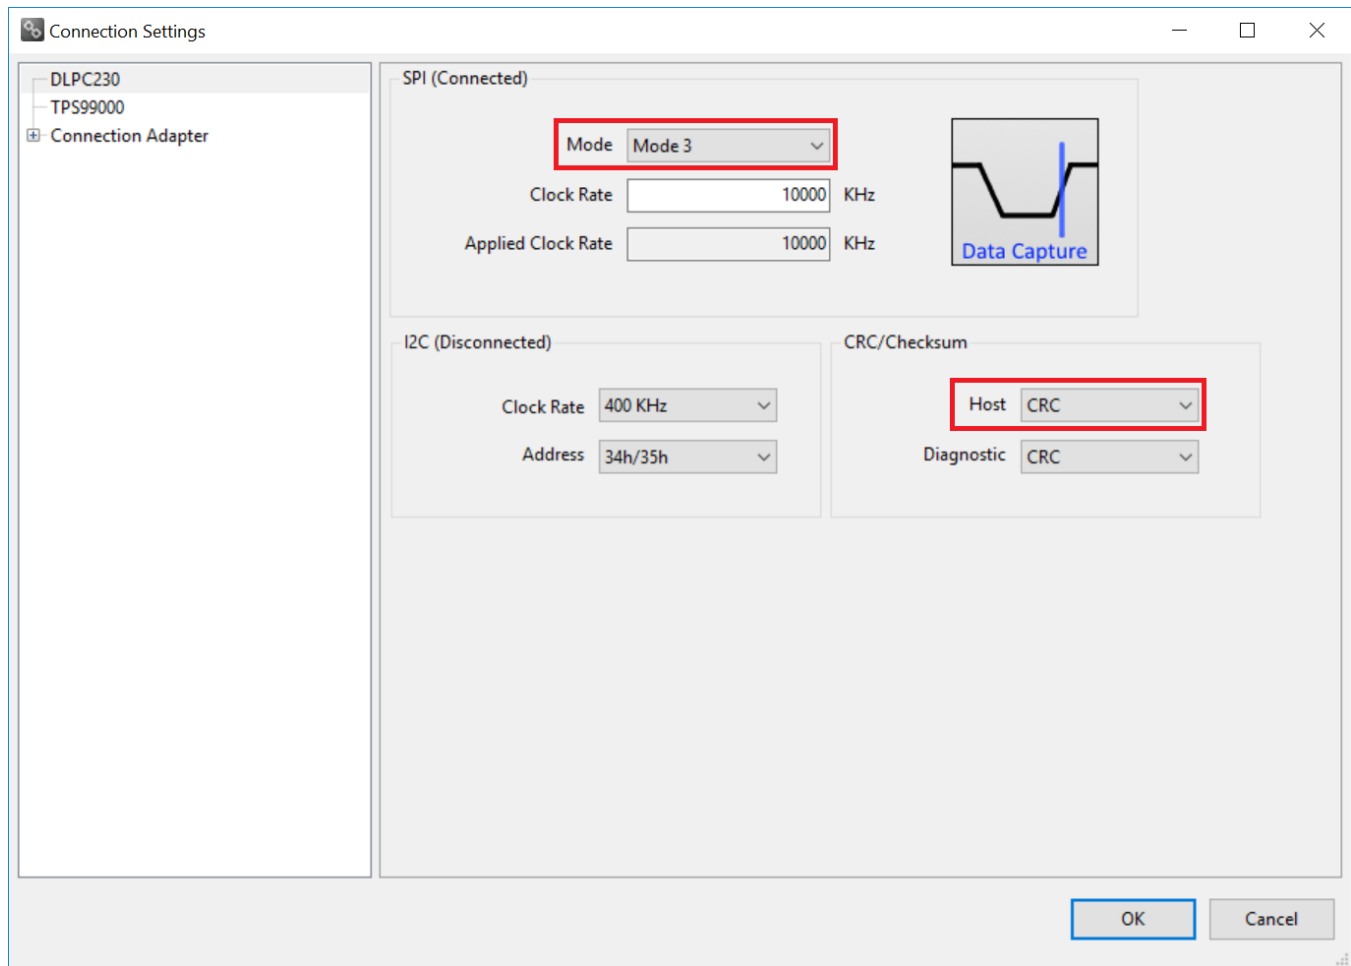 Connection Settings
DLPC230
TPS99000
Connection Adapter
SPI (Connected)
Mode Mode 3
Clock Rate 10000 KHz
Applied Clock Rate 10000 KHz
Data Capture
I2C (Disconnected)
Clock Rate 400 KHz
Address 34h/35h
CRC/Checksum
Host CRC
Diagnostic CRC
OK Cancel